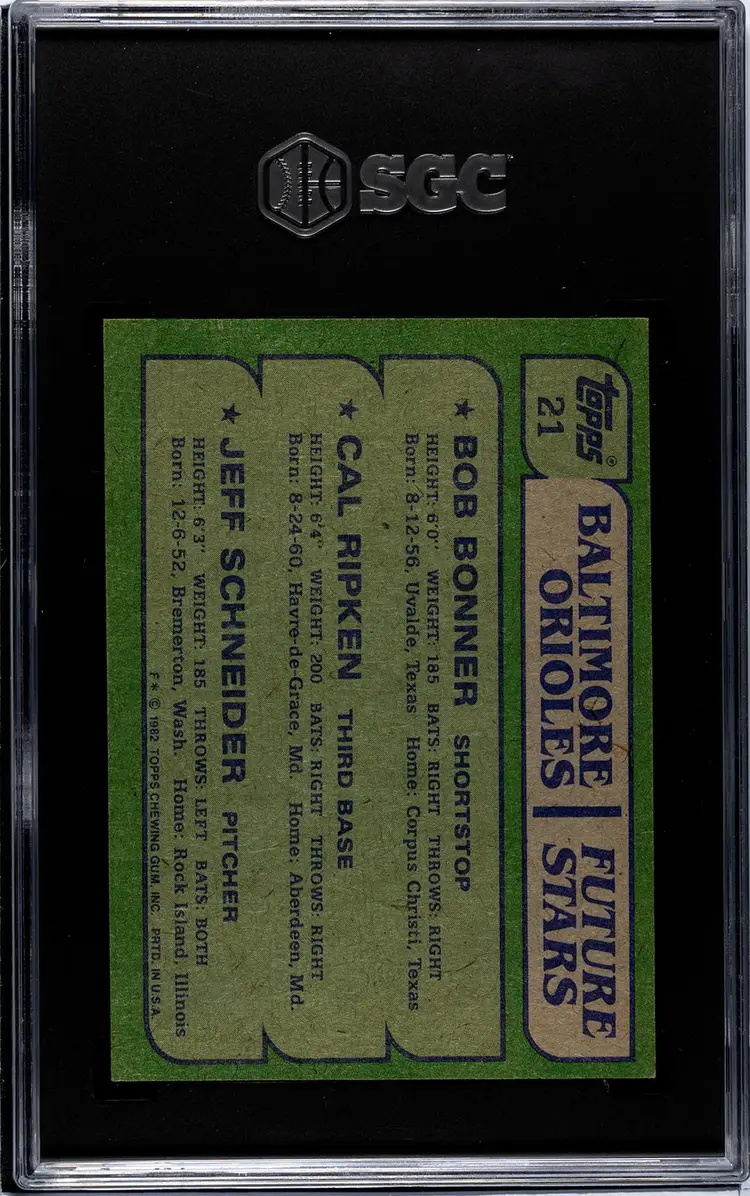 SGC
topps®
21
BALTIMORE
ORIOLES
FUTURE
STARS
★ BOB BONNER SHORTSTOP
HEIGHT: 6'0" WEIGHT: 185 BATS: RIGHT THROWS: RIGHT
Born: 8-12-56, Uvalde, Texas Home: Corpus Christi, Texas
★ CAL RIPKEN THIRD BASE
HEIGHT: 6'4" WEIGHT: 200 BATS: RIGHT THROWS: RIGHT
Born: 8-24-60, Havre-de-Grace, Md. Home: Aberdeen, Md.
★ JEFF SCHNEIDER PITCHER
HEIGHT: 6'3" WEIGHT: 185 THROWS: LEFT BATS: BOTH
Born: 12-6-52, Bremerton, Wash. Home: Rock Island, Illinois
F* © 1982 TOPPS CHEWING GUM, INC. PRTD. IN U.S.A.